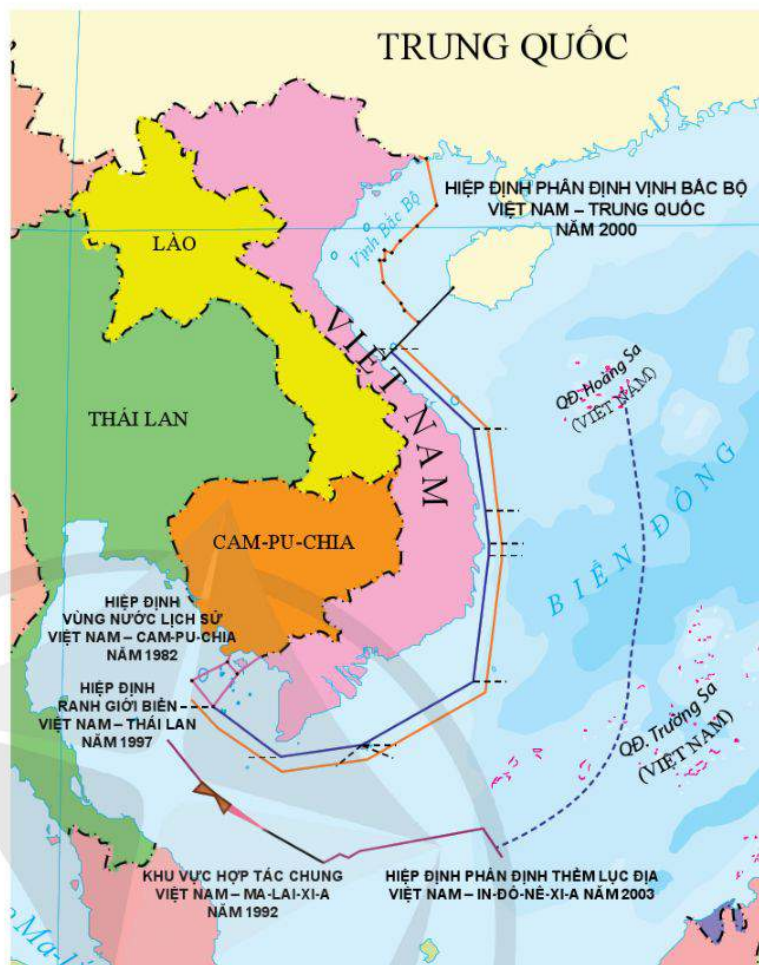 TRUNG QUỐC
HIỆP ĐỊNH PHÂN ĐỊNH VỊNH BẮC BỘ
VIỆT NAM – TRUNG QUỐC
NĂM 2000
Vịnh Bắc Bộ
LÀO
VIỆT NAM
QĐ. Hoàng Sa
(VIỆT NAM)
THÁI LAN
BIỂN ĐÔNG
CAM-PU-CHIA
HIỆP ĐỊNH
VÙNG NƯỚC LỊCH SỬ
VIỆT NAM – CAM-PU-CHIA
NĂM 1982
HIỆP ĐỊNH
RANH GIỚI BIỂN
VIỆT NAM – THÁI LAN
NĂM 1997
QĐ. Trường Sa
(VIỆT NAM)
KHU VỰC HỢP TÁC CHUNG
VIỆT NAM – MA-LAI-XI-A
NĂM 1992
HIỆP ĐỊNH PHÂN ĐỊNH THỀM LỤC ĐỊA
VIỆT NAM – IN-ĐÔ-NÊ-XI-A NĂM 2003